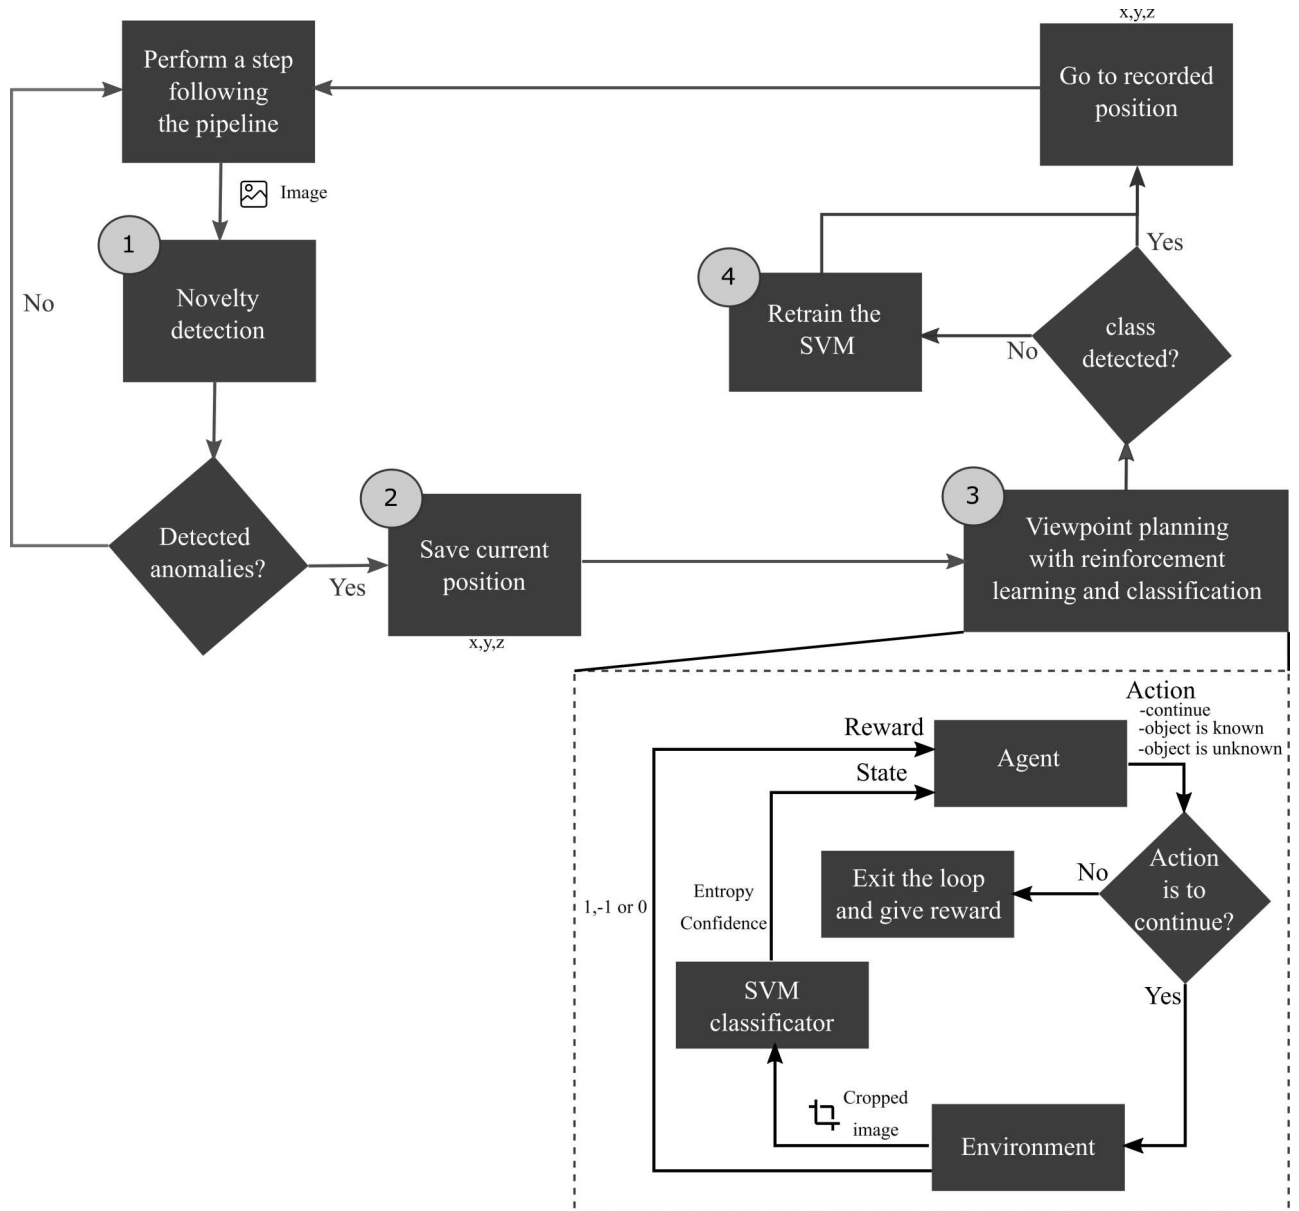 x,y,z
Perform a step
following
the pipeline
Go to recorded
position
Image
1
Novelty
detection
No
Yes
4
Retrain the
SVM
No
class
detected?
Detected
anomalies?
Yes
2
Save current
position
x,y,z
3
Viewpoint planning
with reinforcement
learning and classification
Action
-continue
-object is known
-object is unknown
Reward
State
Agent
Action
is to
continue?
No
Exit the loop
and give reward
Entropy
Confidence
1,-1 or 0
SVM
classificator
Yes
Cropped
image
Environment